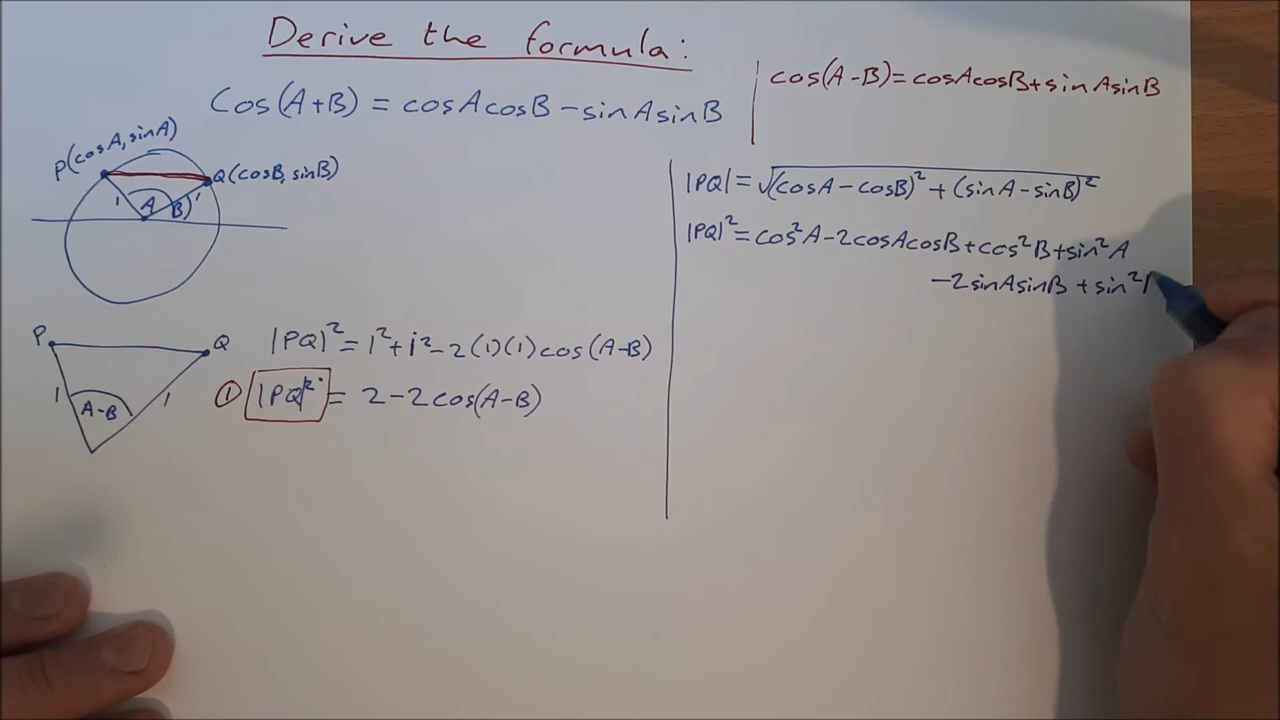 Derive the formula:
Cos(A+B) = cosAcosB - sinAsinB
cos(A-B) = cosAcosB + sinAsinB
P(cosA, sinA)
Q(cosB, sinB)
1 A B 1
P Q
1 A-B 1
|PQ|² = 1² + 1² - 2(1)(1)cos(A-B)
① |PQ|² = 2 - 2cos(A-B)
|PQ| = √(cosA - cosB)² + (sinA - sinB)²
|PQ|² = cos²A - 2cosAcosB + cos²B + sin²A
- 2sinAsinB + sin²